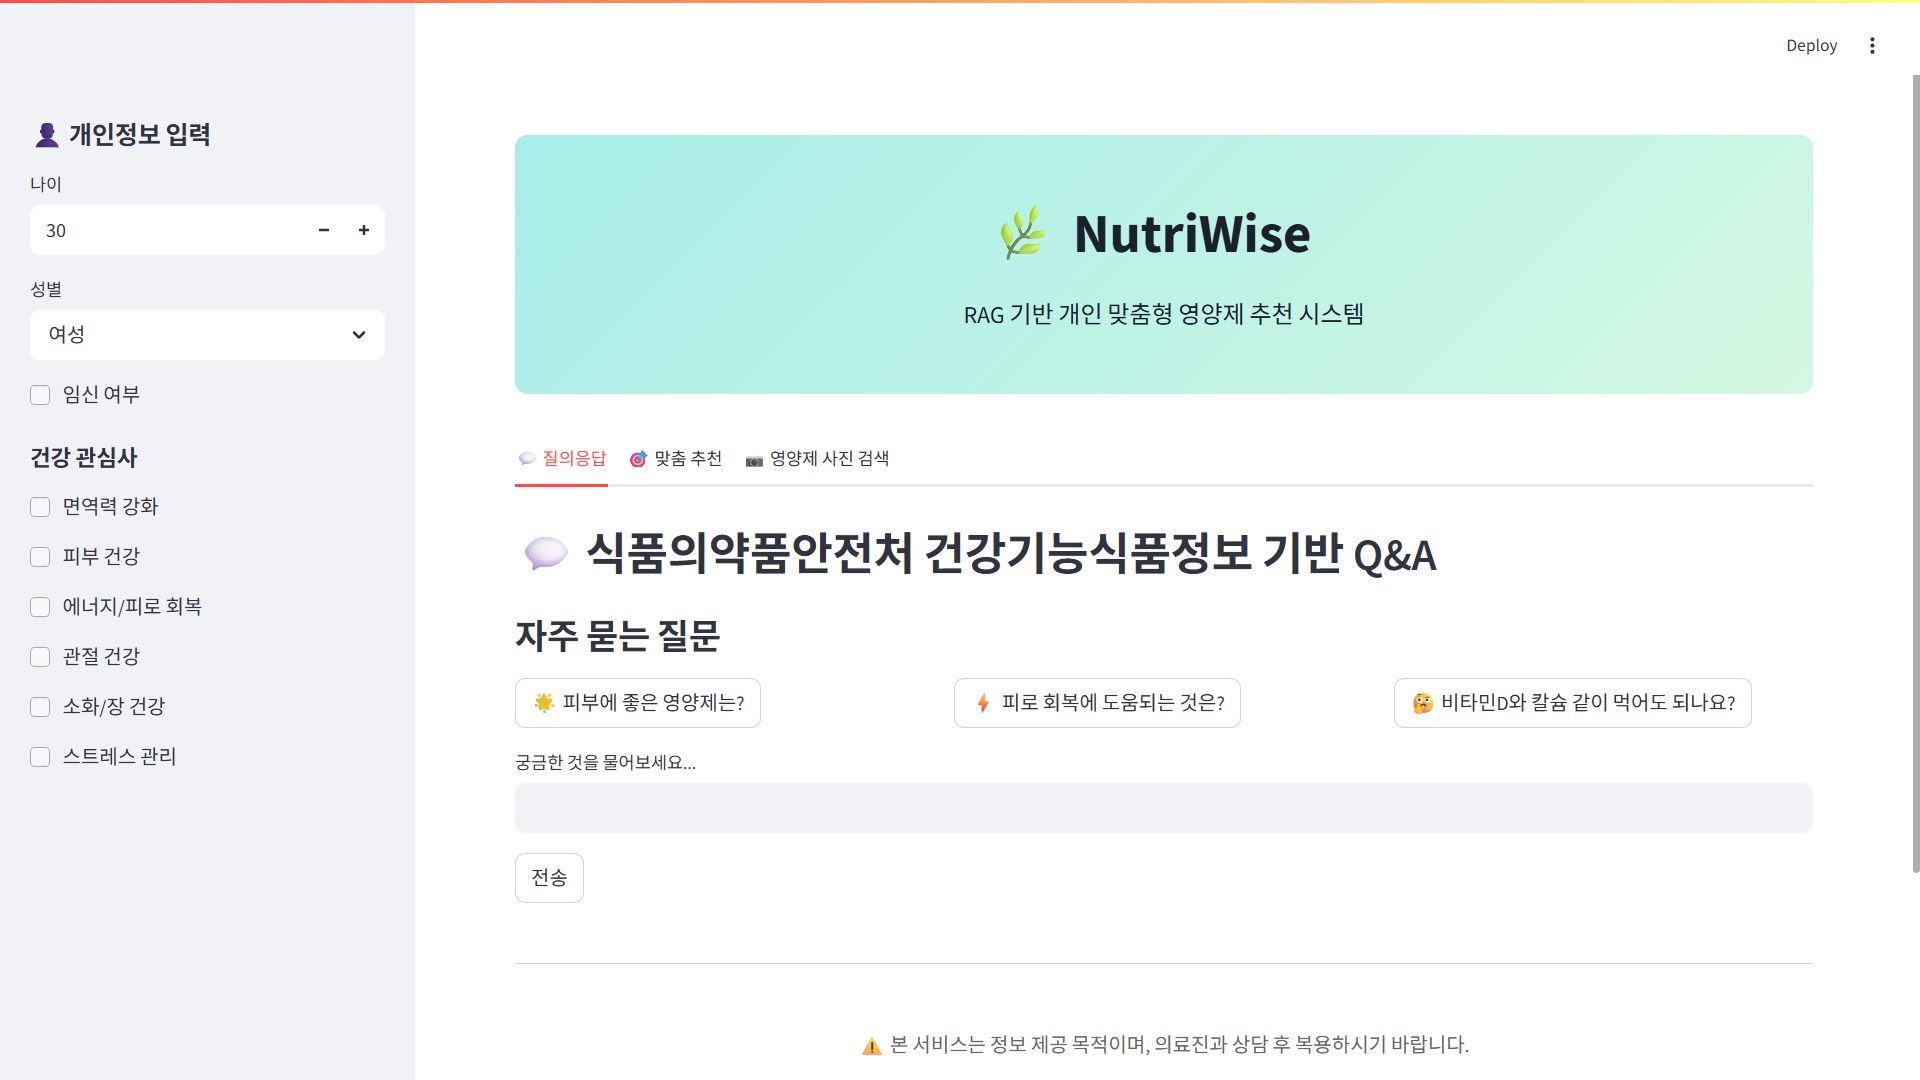 Deploy
👤 개인정보 입력
나이
30
성별
여성
임신 여부
건강 관심사
면역력 강화
피부 건강
에너지/피로 회복
관절 건강
소화/장 건강
스트레스 관리
🌿 NutriWise
RAG 기반 개인 맞춤형 영양제 추천 시스템
💬 질의응답 🎯 맞춤 추천 📷 영양제 사진 검색
💬 식품의약품안전처 건강기능식품정보 기반 Q&A
자주 묻는 질문
🌟 피부에 좋은 영양제는? ⚡ 피로 회복에 도움되는 것은? 🤔 비타민D와 칼슘 같이 먹어도 되나요?
궁금한 것을 물어보세요...
전송
⚠️ 본 서비스는 정보 제공 목적이며, 의료진과 상담 후 복용하시기 바랍니다.